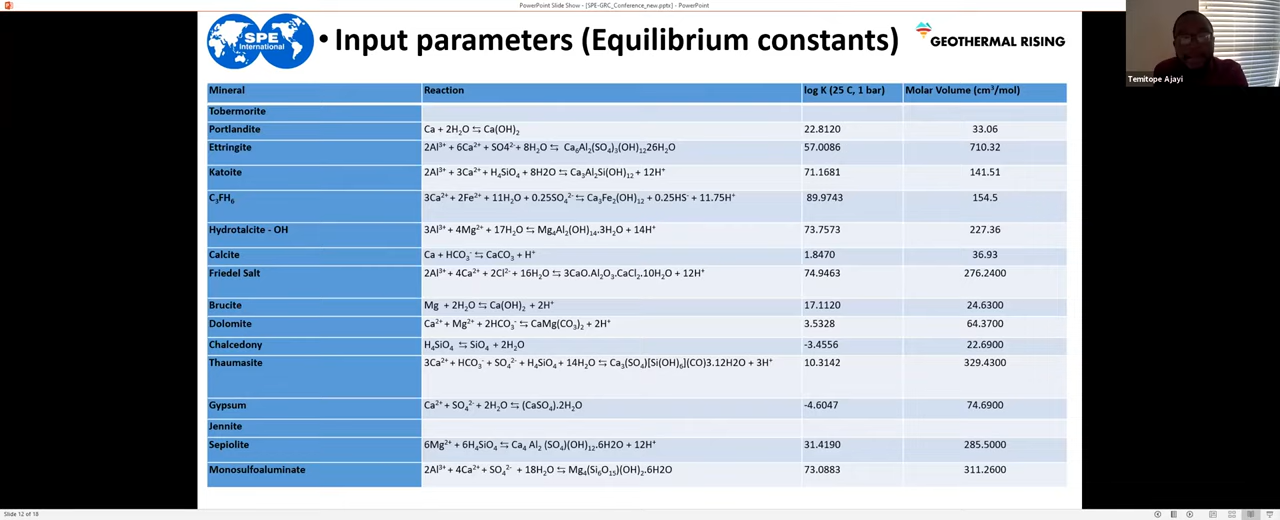 PowerPoint Slide Show - [SPE-GRC_Conference_new.pptx] - PowerPoint
SPE International
• Input parameters (Equilibrium constants)
GEOTHERMAL RISING
Temitope Ajayi
Mineral Reaction log K (25 C, 1 bar) Molar Volume (cm³/mol)
Tobermorite
Portlandite Ca + 2H₂O ⇆ Ca(OH)₂ 22.8120 33.06
Ettringite 2Al³⁺ + 6Ca²⁺ + SO4²⁻ + 8H₂O ⇆ Ca₆Al₂(SO₄)₃(OH)₁₂26H₂O 57.0086 710.32
Katoite 2Al³⁺ + 3Ca²⁺ + H₄SiO₄ + 8H2O ⇆ Ca₃Al₂Si(OH)₁₂ + 12H⁺ 71.1681 141.51
C₃FH₆ 3Ca²⁺ + 2Fe²⁺ + 11H₂O + 0.25SO₄²⁻ ⇆ Ca₃Fe₂(OH)₁₂ + 0.25HS⁻ + 11.75H⁺ 89.9743 154.5
Hydrotalcite - OH 3Al³⁺ + 4Mg²⁺ + 17H₂O ⇆ Mg₄Al₂(OH)₁₄.3H₂O + 14H⁺ 73.7573 227.36
Calcite Ca + HCO₃⁻ ⇆ CaCO₃ + H⁺ 1.8470 36.93
Friedel Salt 2Al³⁺ + 4Ca²⁺ + 2Cl²⁻ + 16H₂O ⇆ 3CaO.Al₂O₃.CaCl₂.10H₂O + 12H⁺ 74.9463 276.2400
Brucite Mg + 2H₂O ⇆ Ca(OH)₂ + 2H⁺ 17.1120 24.6300
Dolomite Ca²⁺ + Mg²⁺ + 2HCO₃⁻ ⇆ CaMg(CO₃)₂ + 2H⁺ 3.5328 64.3700
Chalcedony H₄SiO₄ ⇆ SiO₄ + 2H₂O -3.4556 22.6900
Thaumasite 3Ca²⁺ + HCO₃⁻ + SO₄²⁻ + H₄SiO₄ + 14H₂O ⇆ Ca₃(SO₄)[Si(OH)₆](CO)3.12H2O + 3H⁺ 10.3142 329.4300
Gypsum Ca²⁺ + SO₄²⁻ + 2H₂O ⇆ (CaSO₄).2H₂O -4.6047 74.6900
Jennite
Sepiolite 6Mg²⁺ + 6H₄SiO₄ ⇆ Ca₄ Al₂ (SO₄)(OH)₁₂.6H2O + 12H⁺ 31.4190 285.5000
Monosulfoaluminate 2Al³⁺ + 4Ca²⁺ + SO₄²⁻ + 18H₂O ⇆ Mg₄(Si₆O₁₅)(OH)₂.6H2O 73.0883 311.2600
Slide 12 of 18